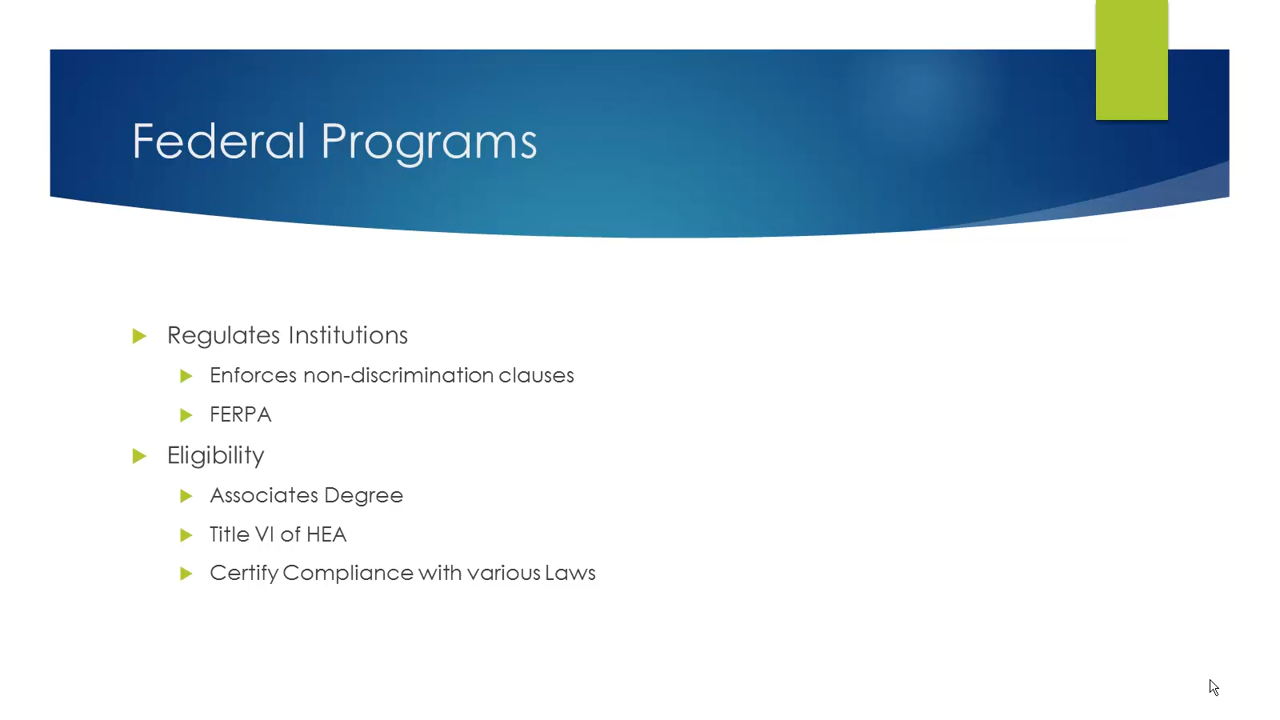 Federal Programs
Regulates Institutions
Enforces non-discrimination clauses
FERPA
Eligibility
Associates Degree
Title VI of HEA
Certify Compliance with various Laws